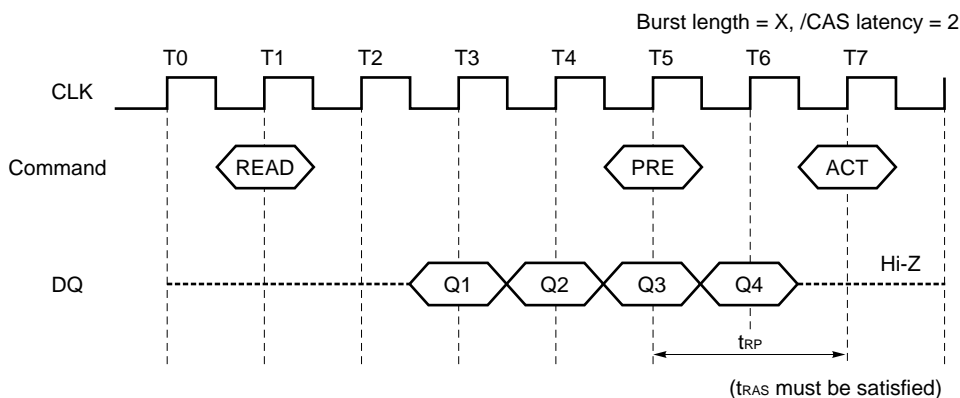 Burst length = X, /CAS latency = 2
T0 T1 T2 T3 T4 T5 T6 T7
CLK
Command READ PRE ACT
Hi-Z
DQ Q1 Q2 Q3 Q4
tRP
(tRAS must be satisfied)